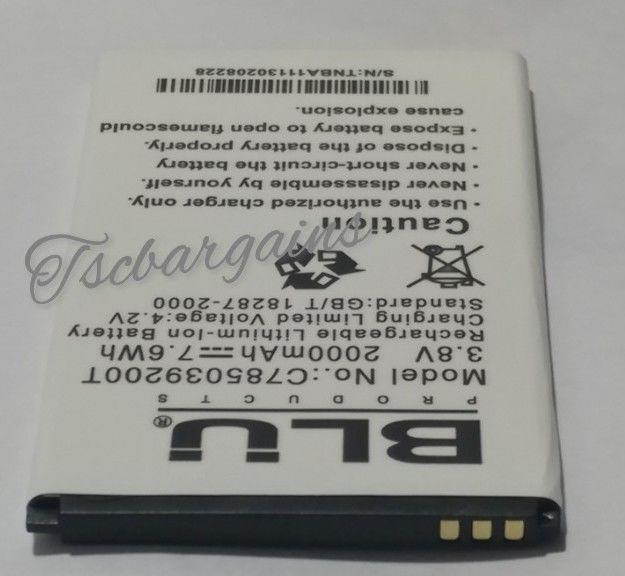 BLU®
PRODUCTS
Model No.:C785039200T
3.8V 2000mAh 7.6Wh
Rechargeable Lithium-Ion Battery
Charging Limited Voltage:4.2V
Standard:GB/T 18287-2000
Caution
• Use the authorized charger only.
• Never disassemble by yourself.
• Never short-circuit the battery
• Dispose of the battery properly.
• Expose battery to open flamescould
cause explosion.
S/N:TNBA11130208228
Tscbargains